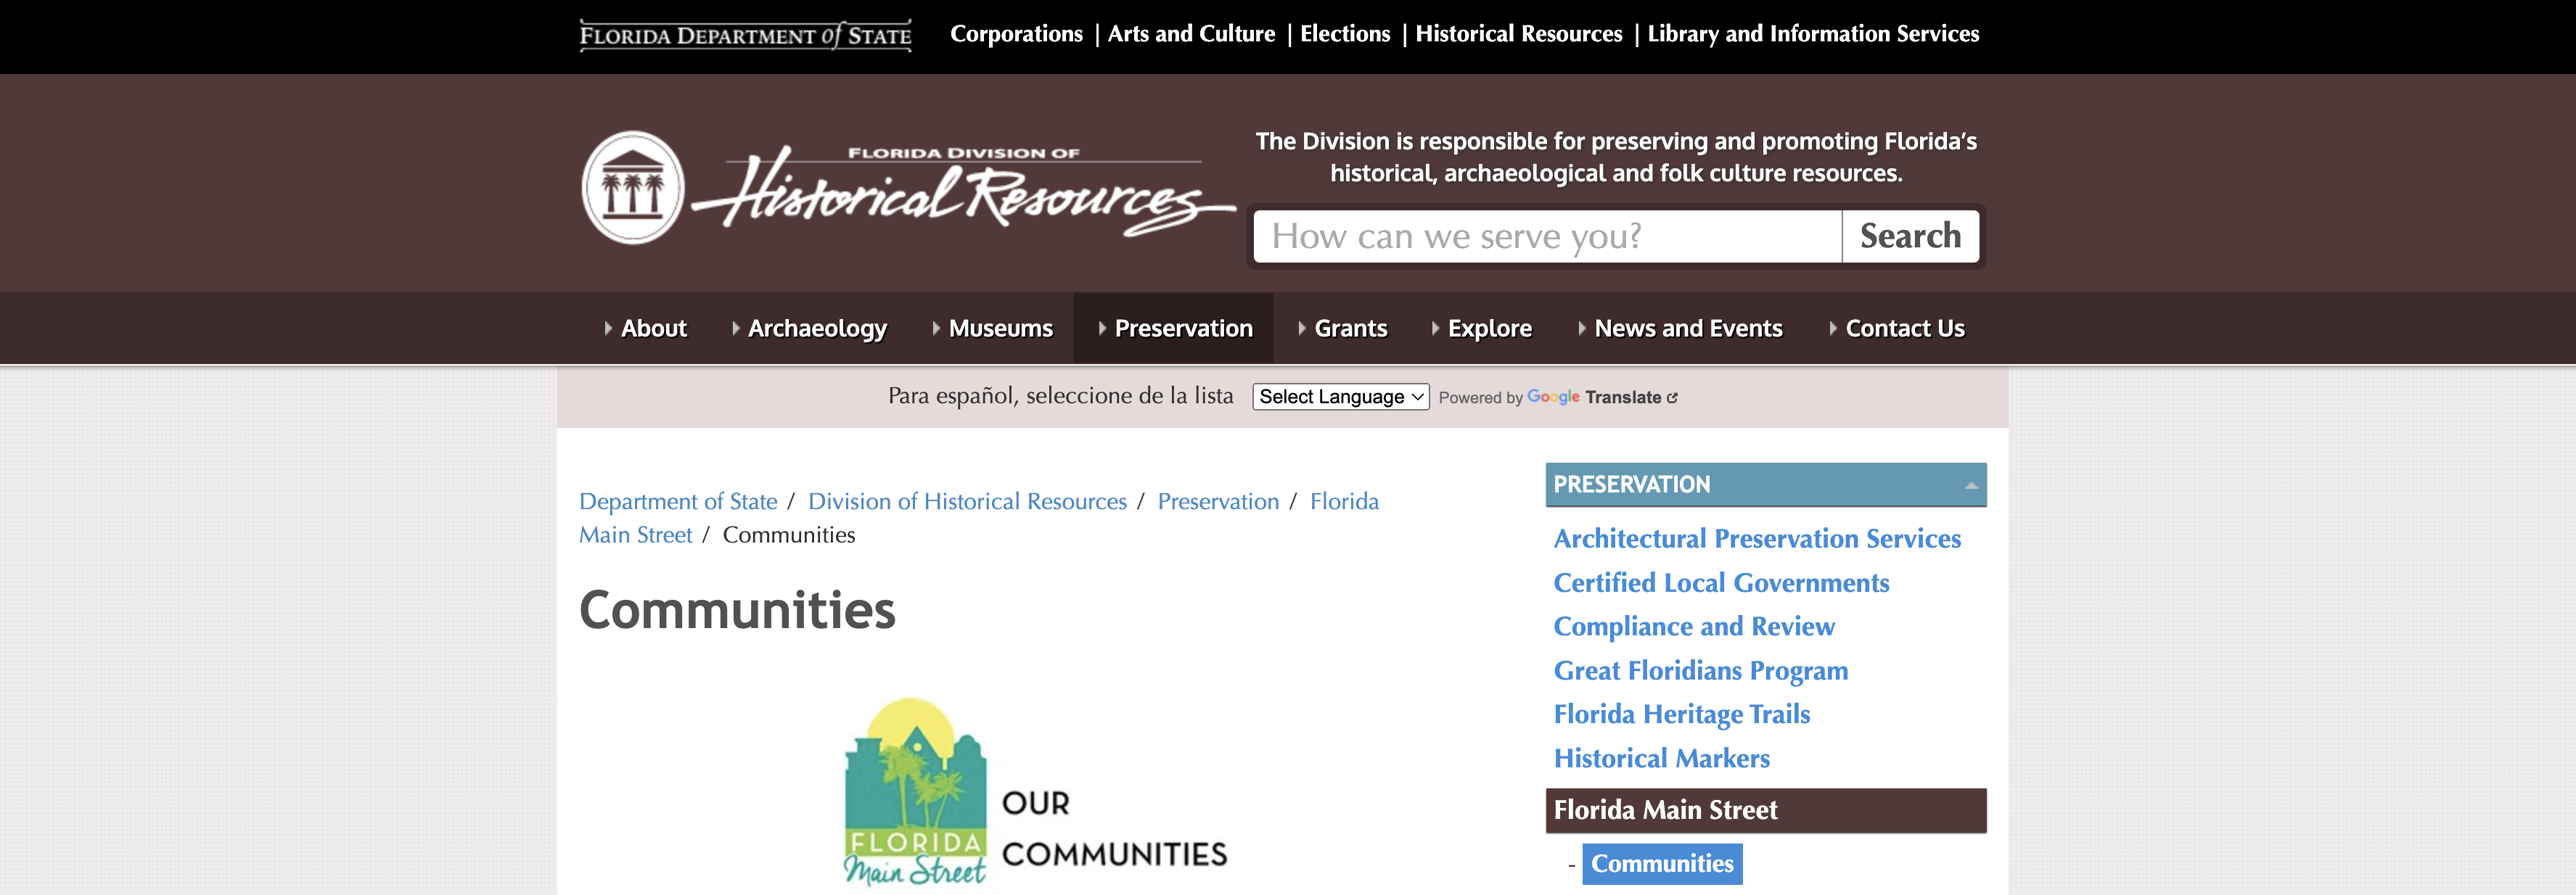 FLORIDA DEPARTMENT of STATE
Corporations | Arts and Culture | Elections | Historical Resources | Library and Information Services
FLORIDA DIVISION OF
Historical Resources
The Division is responsible for preserving and promoting Florida's
historical, archaeological and folk culture resources.
How can we serve you?
Search
About
Archaeology
Museums
Preservation
Grants
Explore
News and Events
Contact Us
Para español, seleccione de la lista
Select Language
Powered by Google Translate
Department of State / Division of Historical Resources / Preservation / Florida
Main Street / Communities
Communities
FLORIDA
Main Street
OUR
COMMUNITIES
PRESERVATION
Architectural Preservation Services
Certified Local Governments
Compliance and Review
Great Floridians Program
Florida Heritage Trails
Historical Markers
Florida Main Street
- Communities